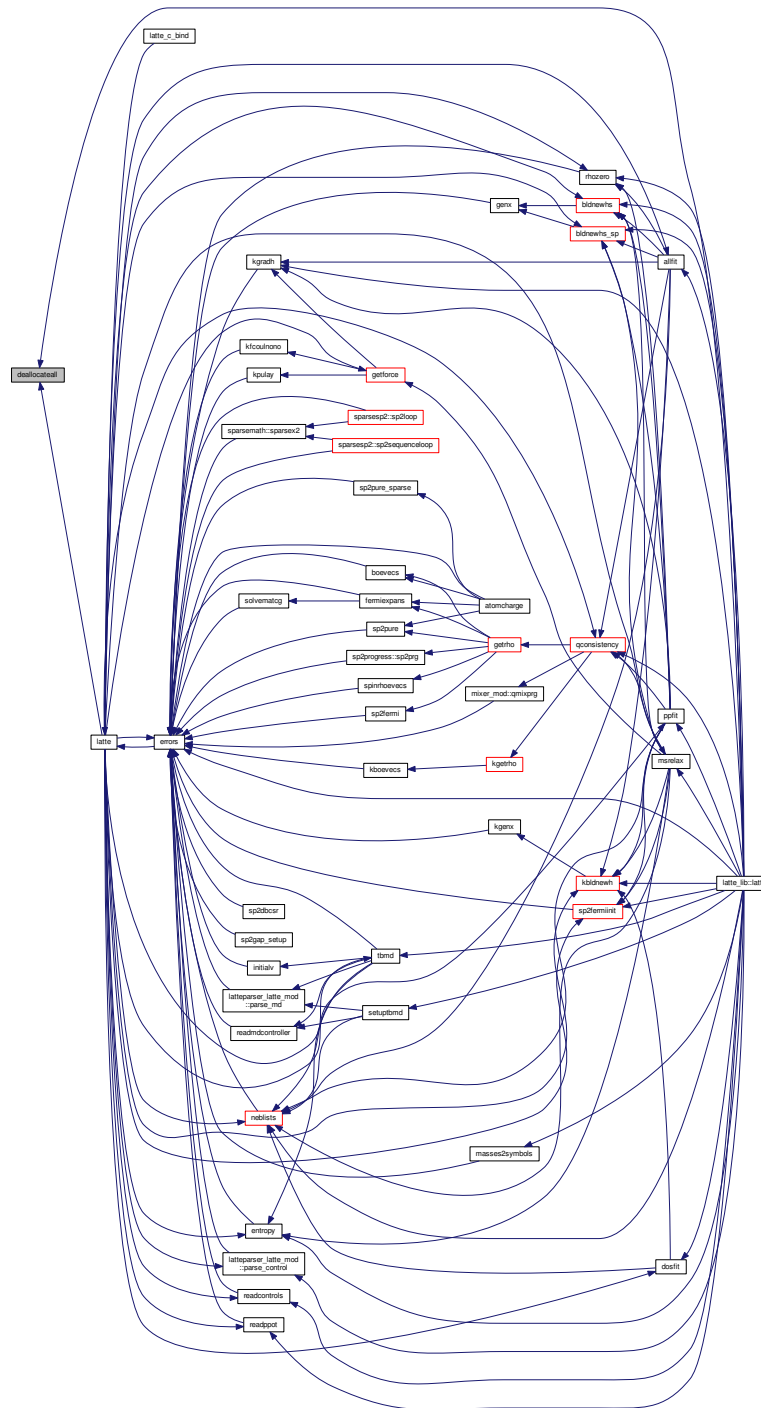 latte_c_bind
rhozero
bldnewhs
genx
bldnewhs_sp
kgradh
allfit
kfcoulnono
deallocateall
kpulay
getforce
sparsesp2::sp2loop
sparsemath::sparsex2
sparsesp2::sp2sequenceloop
sp2pure_sparse
boevecs
solvematcg
fermiexpans
atomcharge
sp2pure
getrho
qconsistency
sp2progress::sp2prg
spinrhoevecs
mixer_mod::qmixprg
sp2fermi
ppfit
latte
errors
msrelax
kboevecs
kgetrho
kgenx
kbldnewh
latte_lib::latt
sp2dbcsr
sp2fermiinit
sp2gap_setup
tbmd
initialv
latteparser_latte_mod
::parse_md
setuptbmd
readmdcontroller
neblists
masses2symbols
entropy
latteparser_latte_mod
::parse_control
dosfit
readcontrols
readppot